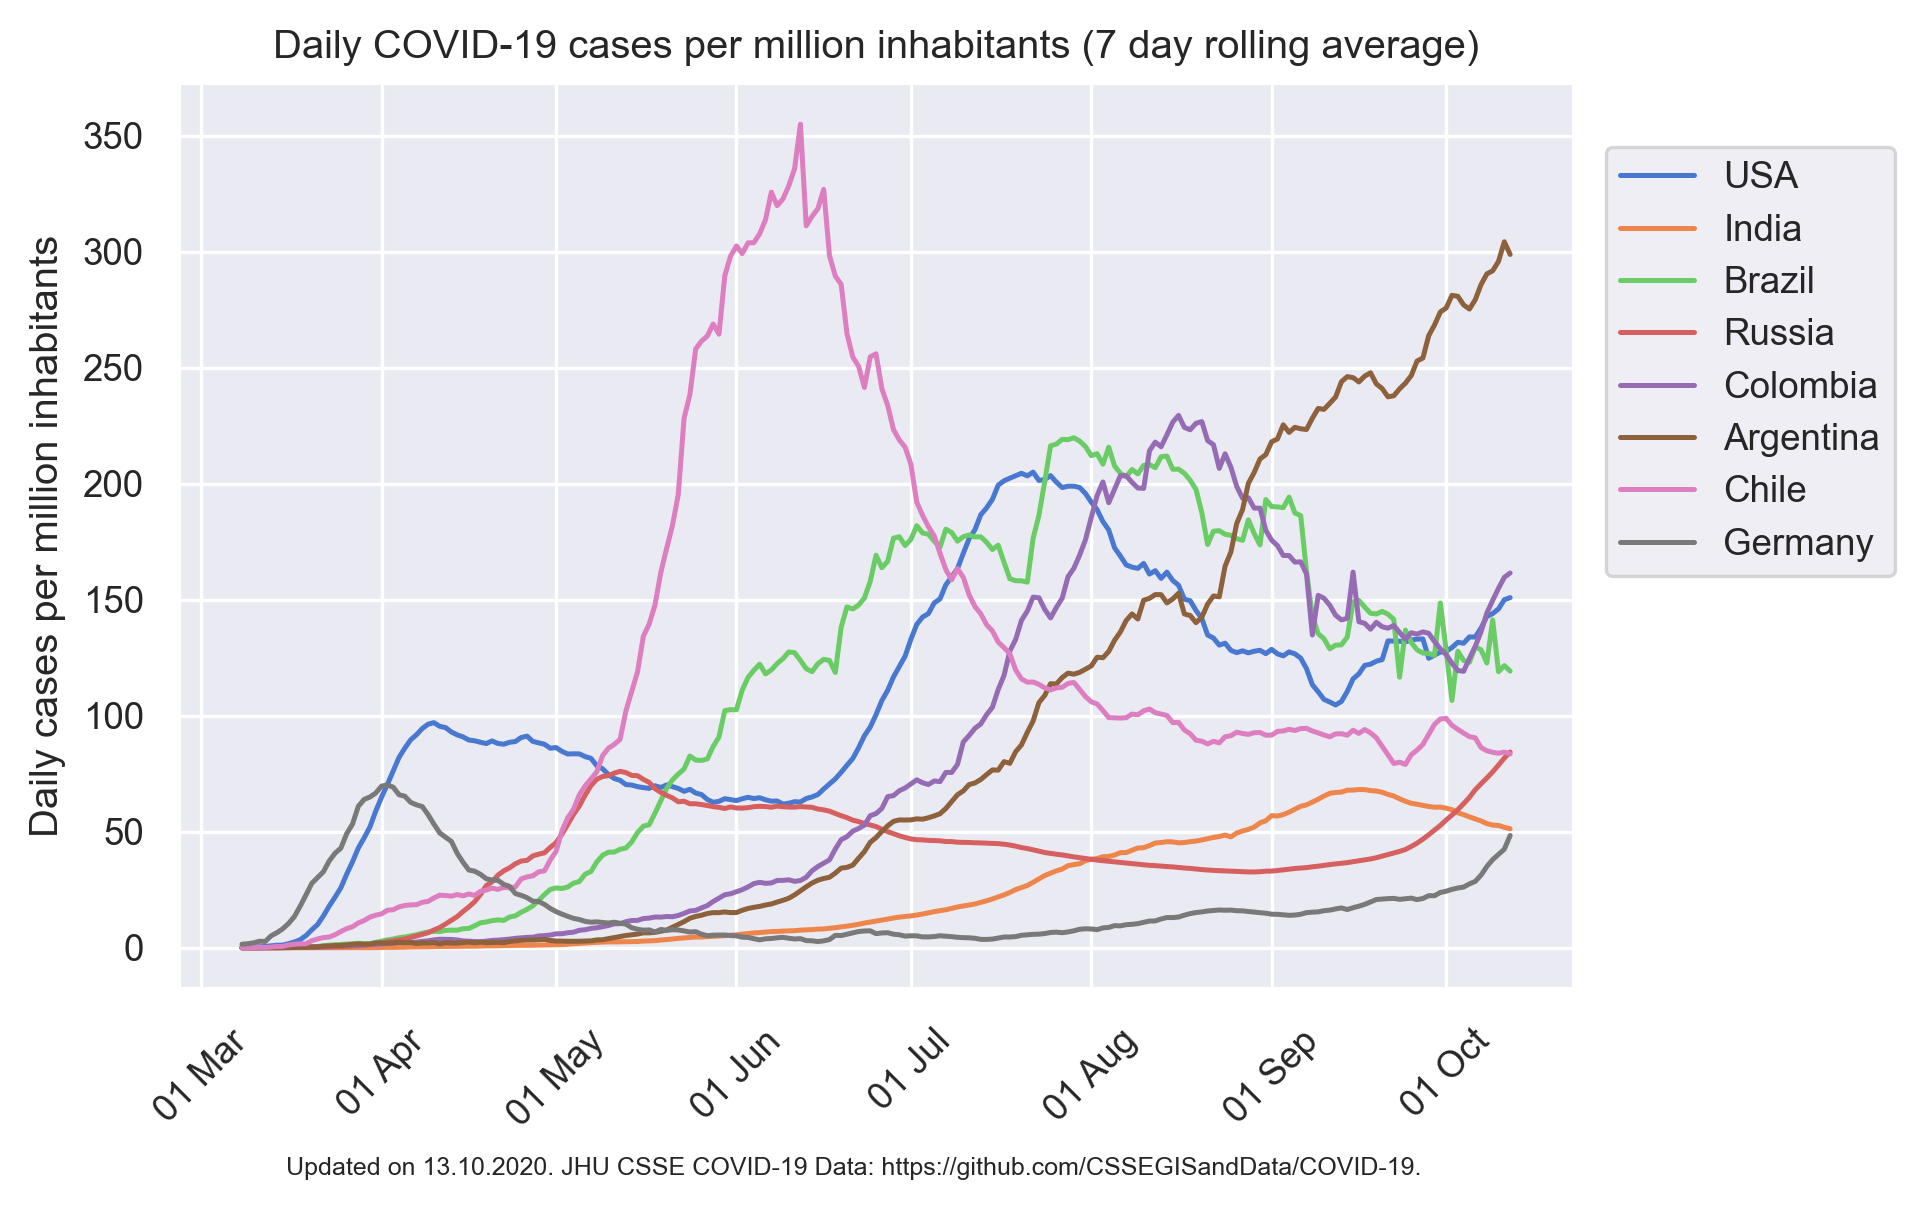 Daily COVID-19 cases per million inhabitants (7 day rolling average)
Daily cases per million inhabitants
350
300
250
200
150
100
50
0
01 Mar
01 Apr
01 May
01 Jun
01 Jul
01 Aug
01 Sep
01 Oct
USA
India
Brazil
Russia
Colombia
Argentina
Chile
Germany
Updated on 13.10.2020. JHU CSSE COVID-19 Data: https://github.com/CSSEGISandData/COVID-19.